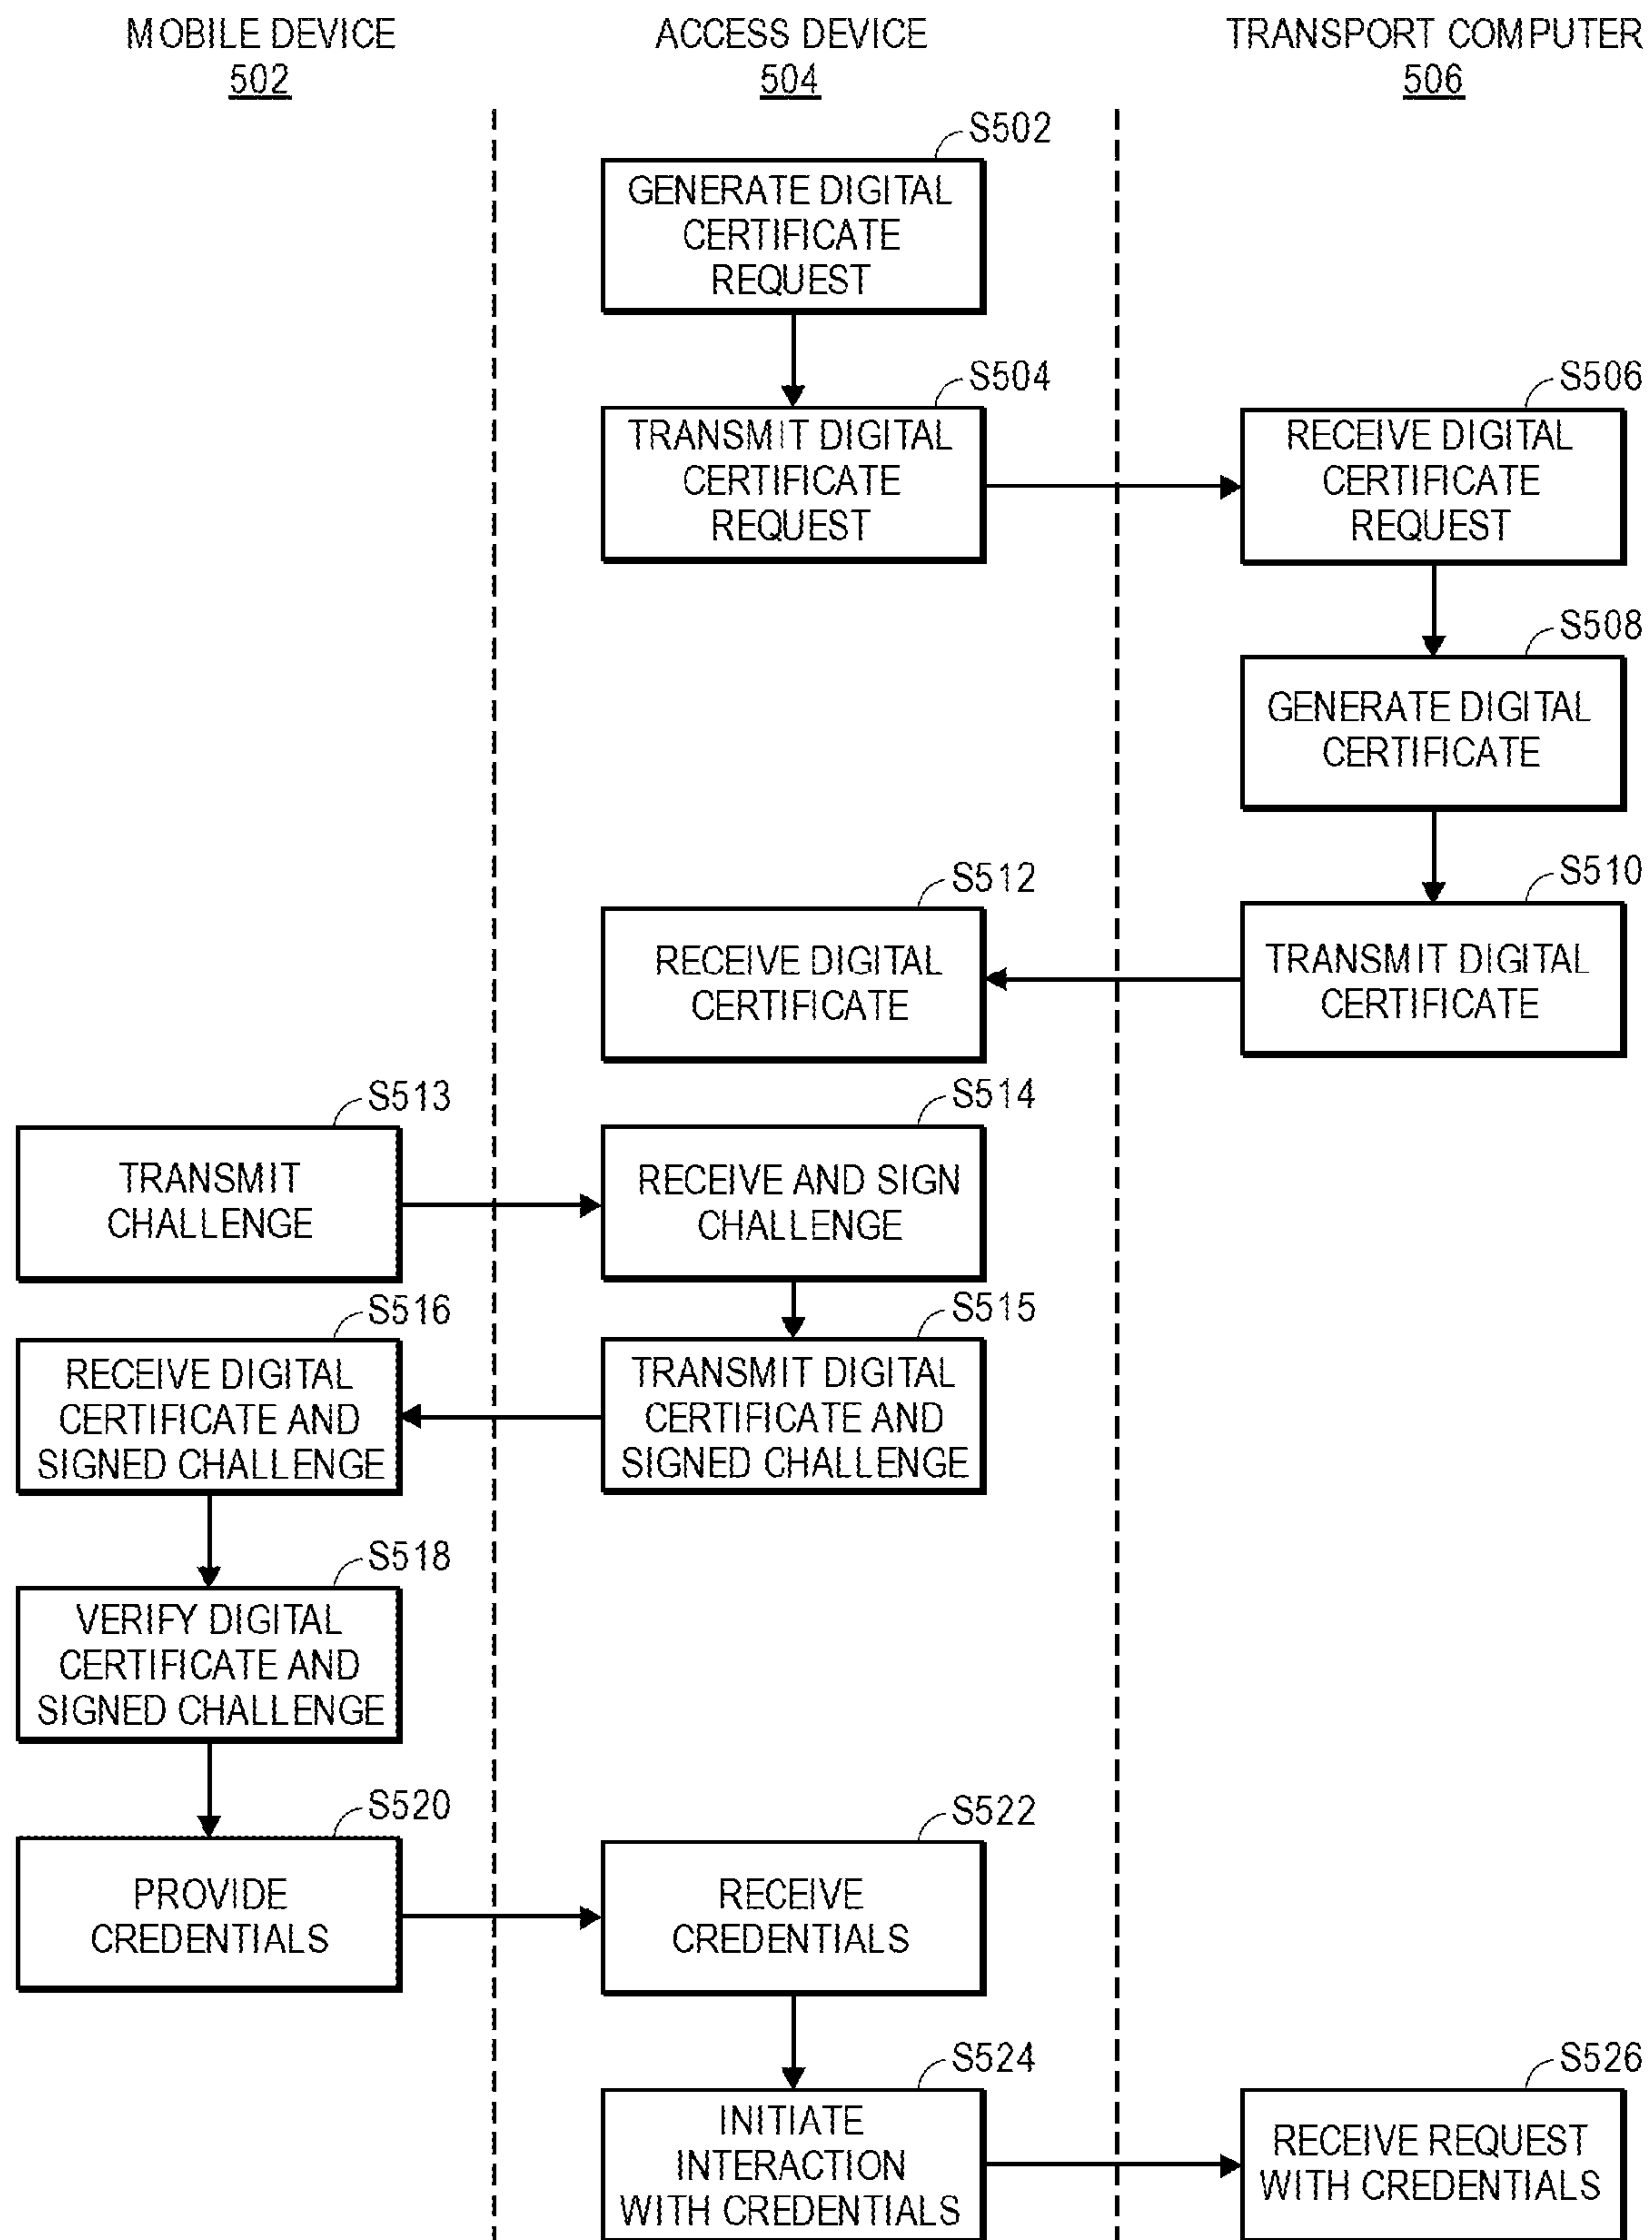 MOBILE DEVICE
502
ACCESS DEVICE
504
TRANSPORT COMPUTER
506
S502
GENERATE DIGITAL
CERTIFICATE
REQUEST
S504
TRANSMIT DIGITAL
CERTIFICATE
REQUEST
S506
RECEIVE DIGITAL
CERTIFICATE
REQUEST
S508
GENERATE DIGITAL
CERTIFICATE
S510
TRANSMIT DIGITAL
CERTIFICATE
S512
RECEIVE DIGITAL
CERTIFICATE
S513
TRANSMIT
CHALLENGE
S514
RECEIVE AND SIGN
CHALLENGE
S515
TRANSMIT DIGITAL
CERTIFICATE AND
SIGNED CHALLENGE
S516
RECEIVE DIGITAL
CERTIFICATE AND
SIGNED CHALLENGE
S518
VERIFY DIGITAL
CERTIFICATE AND
SIGNED CHALLENGE
S520
PROVIDE
CREDENTIALS
S522
RECEIVE
CREDENTIALS
S524
INITIATE
INTERACTION
WITH CREDENTIALS
S526
RECEIVE REQUEST
WITH CREDENTIALS